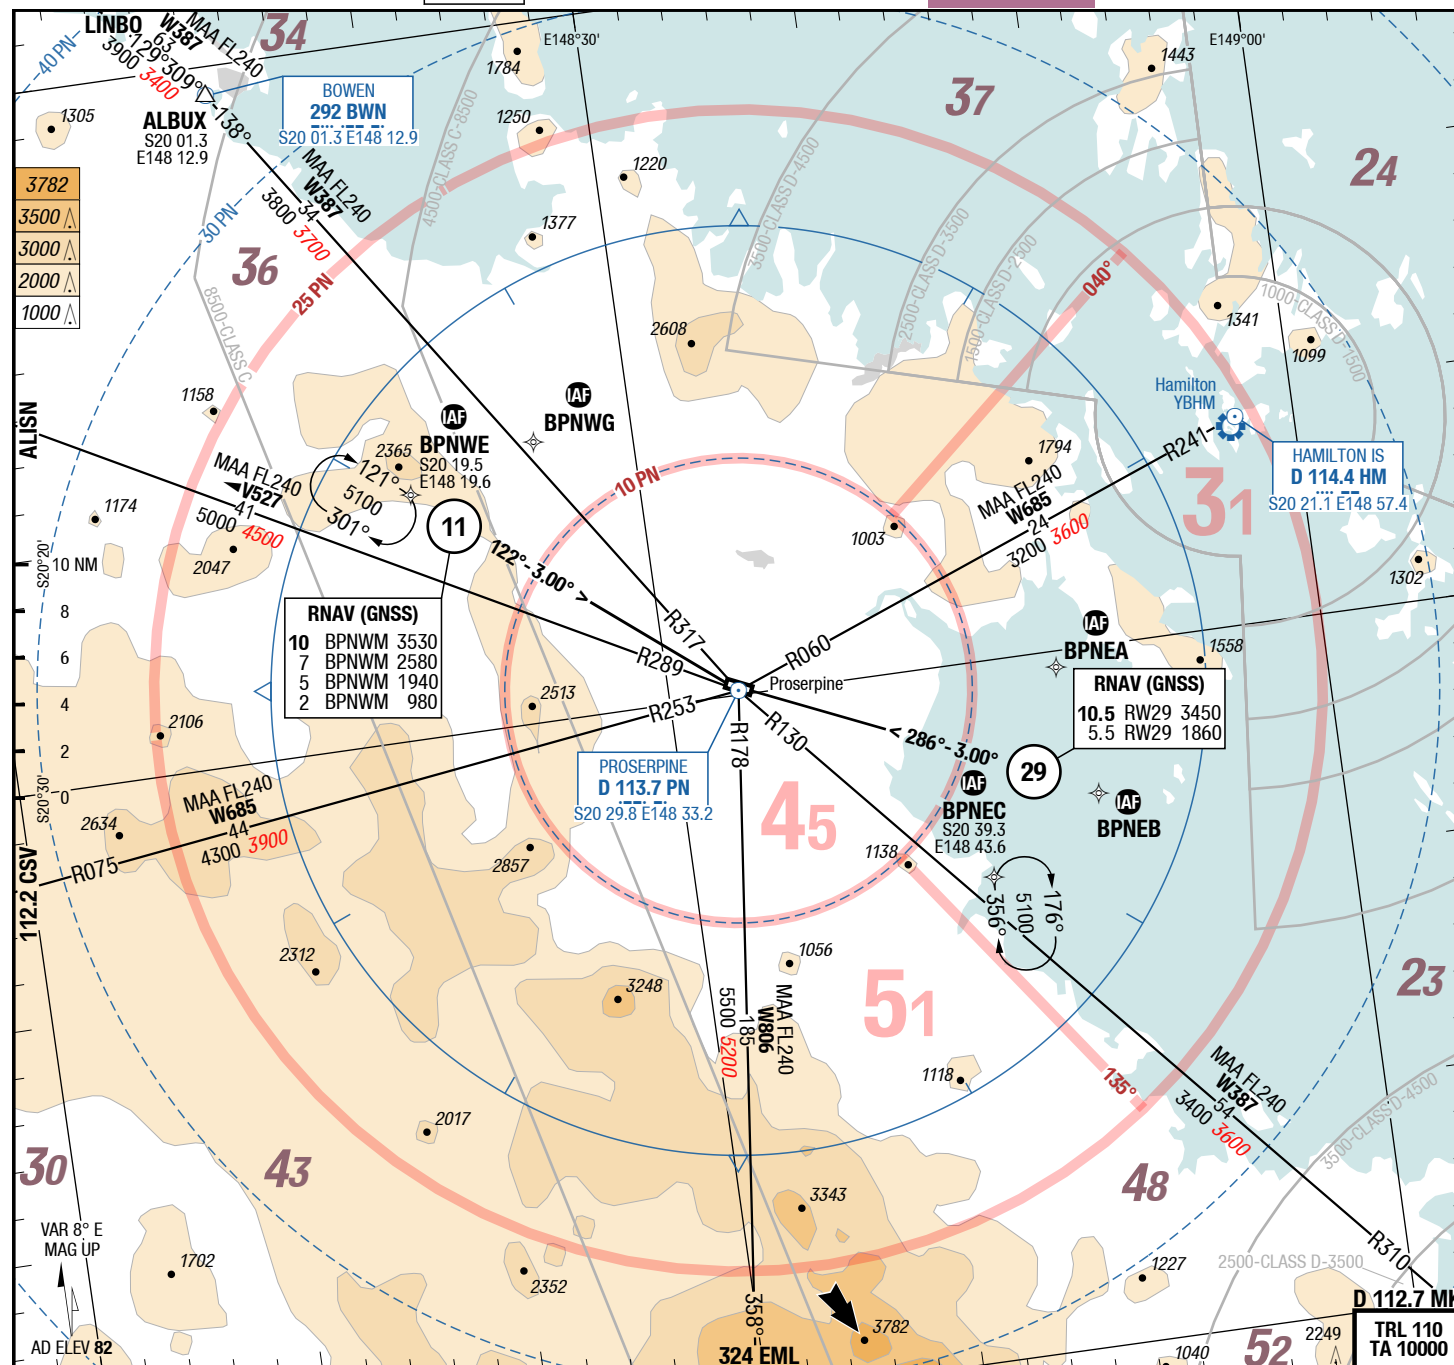 LINBO
W387
MAA FL240
63
129°309°
3900 3400
40 PN
34
E148°30'
1784
1443
E149°00'
37
24
1305
ALBUX
S20 01.3
E148 12.9
138°
BOWEN
292 BWN
S20 01.3 E148 12.9
1250
4500-CLASS C-8500
3500-CLASS D-4500
1220
3782
3500
3000
2000
1000
MAA FL240
W387
34
3800 3700
30 PN
1377
36
25 PN
8500-CLASS C
2500-CLASS D-3500
1500-CLASS D-2500
040°
1000-CLASS D-1500
1341
1099
2608
1158
Hamilton
YBHM
ALISN
IAF
BPNWE
S20 19.5
E148 19.6
IAF
BPNWG
2365
121°
5100
301°
11
MAA FL240
V527
41
5000 4500
1174
2047
10 PN
1794
R241
HAMILTON IS
D 114.4 HM
S20 21.1 E148 57.4
31
MAA FL240
W685
24
3200 3600
1003
1302
S20°20'
10 NM
8
6
4
2
0
S20°30'
122°-3.00° >
RNAV (GNSS)
10 BPNWM 3530
7 BPNWM 2580
5 BPNWM 1940
2 BPNWM 980
R317
R289
R253
R060
R130
R178
Proserpine
IAF
BPNEA
1558
RNAV (GNSS)
10.5 RW29 3450
5.5 RW29 1860
2513
2106
< 286°-3.00°
29
PROSERPINE
D 113.7 PN
S20 29.8 E148 33.2
45
IAF
BPNEC
S20 39.3
E148 43.6
IAF
BPNEB
MAA FL240
W685
44
4300 3900
2634
R075
112.2 CSV
2857
1138
356°
5100
176°
2312
3248
1056
51
5500 5200
185
W806
MAA FL240
23
1118
135°
MAA FL240
W387
54
3400 3600
3500-CLASS D-4500
2017
30
43
48
3343
VAR 8° E
MAG UP
1702
2352
AD ELEV 82
358°
324 EML
3782
1227
2500-CLASS D-3500
R310
D 112.7 MK
1040
52
2249
TRL 110
TA 10000